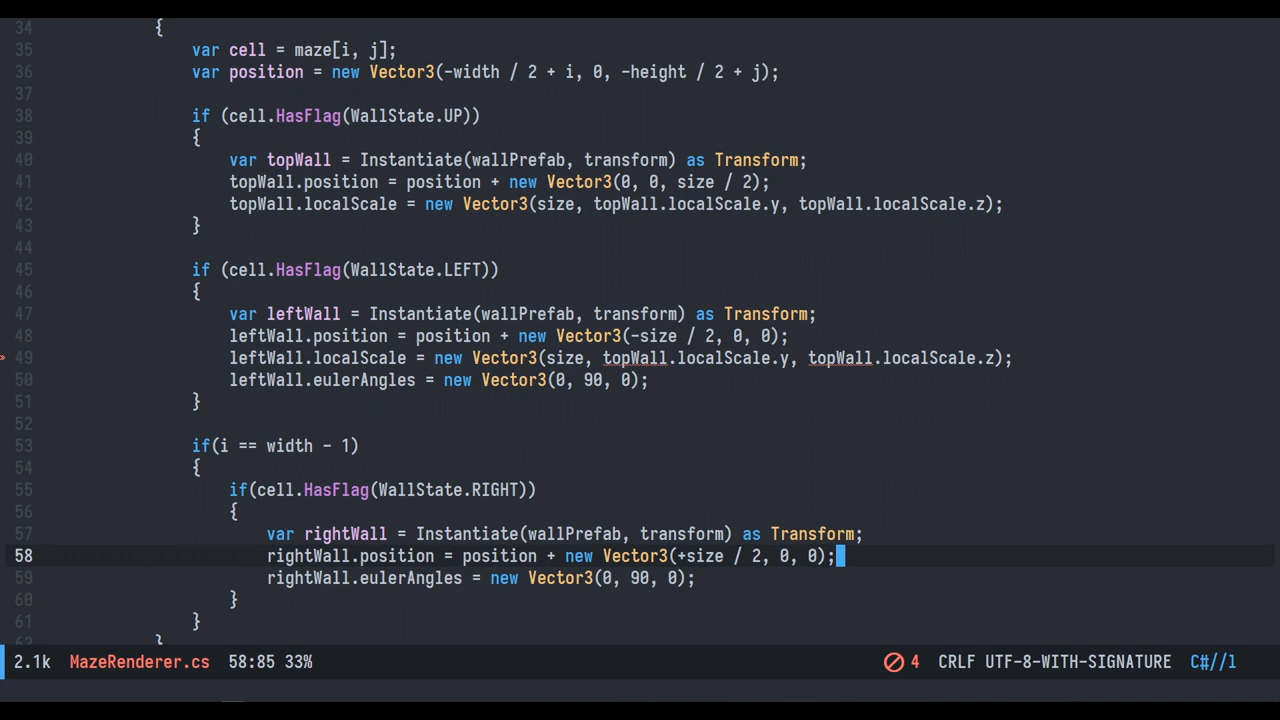 34 {
35 var cell = maze[i, j];
36 var position = new Vector3(-width / 2 + i, 0, -height / 2 + j);
37
38 if (cell.HasFlag(WallState.UP))
39 {
40 var topWall = Instantiate(wallPrefab, transform) as Transform;
41 topWall.position = position + new Vector3(0, 0, size / 2);
42 topWall.localScale = new Vector3(size, topWall.localScale.y, topWall.localScale.z);
43 }
44
45 if (cell.HasFlag(WallState.LEFT))
46 {
47 var leftWall = Instantiate(wallPrefab, transform) as Transform;
48 leftWall.position = position + new Vector3(-size / 2, 0, 0);
» 49 leftWall.localScale = new Vector3(size, topWall.localScale.y, topWall.localScale.z);
50 leftWall.eulerAngles = new Vector3(0, 90, 0);
51 }
52
53 if(i == width - 1)
54 {
55 if(cell.HasFlag(WallState.RIGHT))
56 {
57 var rightWall = Instantiate(wallPrefab, transform) as Transform;
58 rightWall.position = position + new Vector3(+size / 2, 0, 0);
59 rightWall.eulerAngles = new Vector3(0, 90, 0);
60 }
61 }
62 }
2.1k MazeRenderer.cs 58:85 33% 4 CRLF UTF-8-WITH-SIGNATURE C#//l